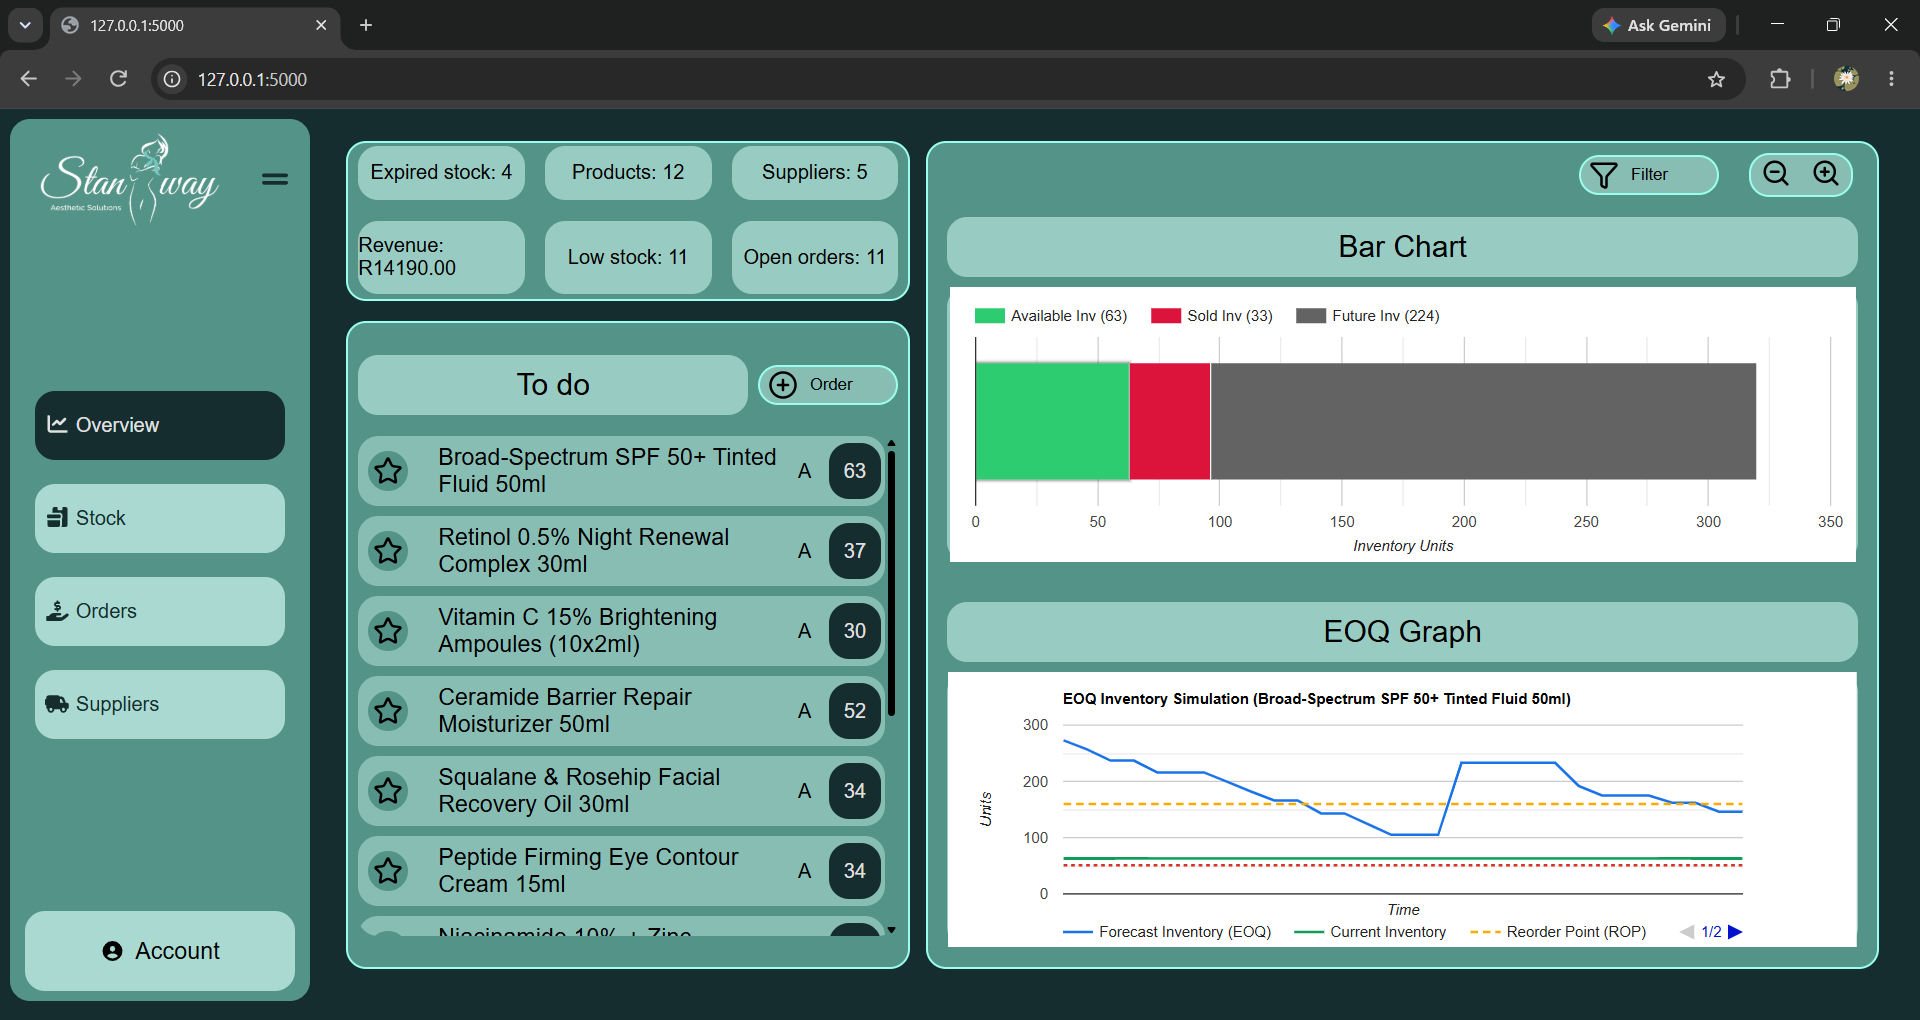 127.0.0.1:5000
Ask Gemini
127.0.0.1:5000
Stan way
Aesthetic Solutions
Overview
Stock
Orders
Suppliers
Account
Expired stock: 4
Products: 12
Suppliers: 5
Revenue:
R14190.00
Low stock: 11
Open orders: 11
To do
Order
Broad-Spectrum SPF 50+ Tinted
Fluid 50ml
A
63
Retinol 0.5% Night Renewal
Complex 30ml
A
37
Vitamin C 15% Brightening
Ampoules (10x2ml)
A
30
Ceramide Barrier Repair
Moisturizer 50ml
A
52
Squalane & Rosehip Facial
Recovery Oil 30ml
A
34
Peptide Firming Eye Contour
Cream 15ml
A
34
Niacinamide 10% + Zinc
Filter
Bar Chart
Available Inv (63)
Sold Inv (33)
Future Inv (224)
0 50 100 150 200 250 300 350
Inventory Units
EOQ Graph
EOQ Inventory Simulation (Broad-Spectrum SPF 50+ Tinted Fluid 50ml)
300
200
100
0
Units
Time
Forecast Inventory (EOQ)
Current Inventory
Reorder Point (ROP)
1/2